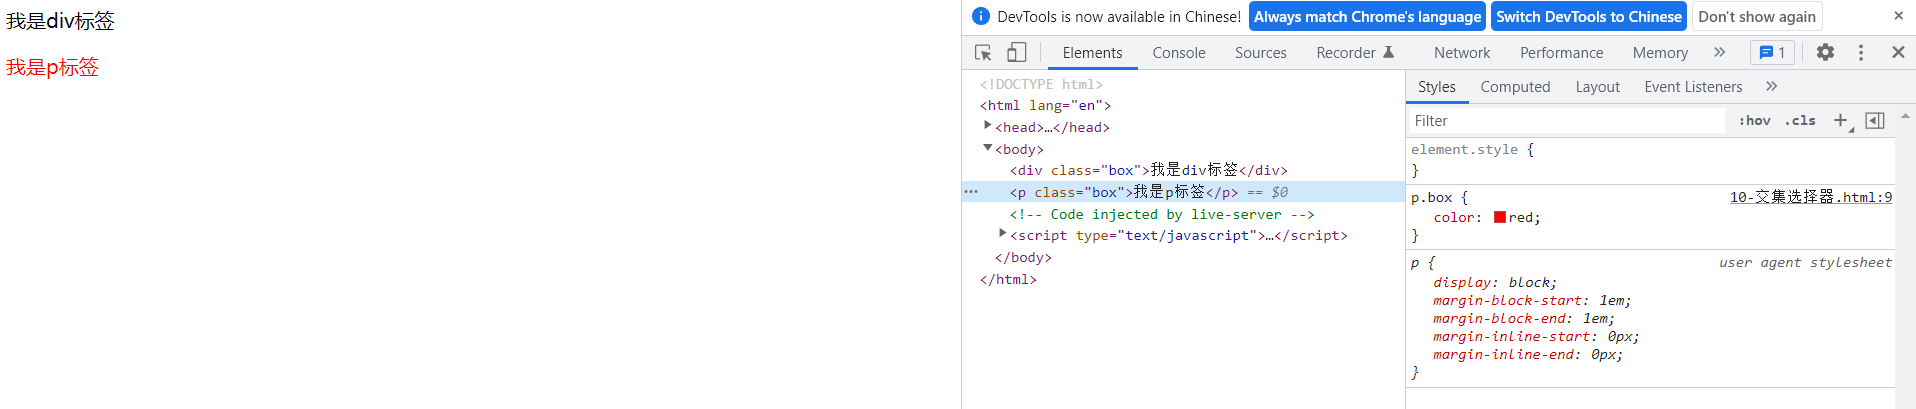 我是div标签
我是p标签
DevTools is now available in Chinese! Always match Chrome's language Switch DevTools to Chinese Don't show again ×
Elements Console Sources Recorder Network Performance Memory » 1
<!DOCTYPE html>
<html lang="en">
<head>…</head>
<body>
<div class="box">我是div标签</div>
<p class="box">我是p标签</p> == $0
<!-- Code injected by live-server -->
<script type="text/javascript">…</script>
</body>
</html>
Styles Computed Layout Event Listeners »
Filter :hov .cls +
element.style {
}
p.box { 10-交集选择器.html:9
color: red;
}
p { user agent stylesheet
display: block;
margin-block-start: 1em;
margin-block-end: 1em;
margin-inline-start: 0px;
margin-inline-end: 0px;
}